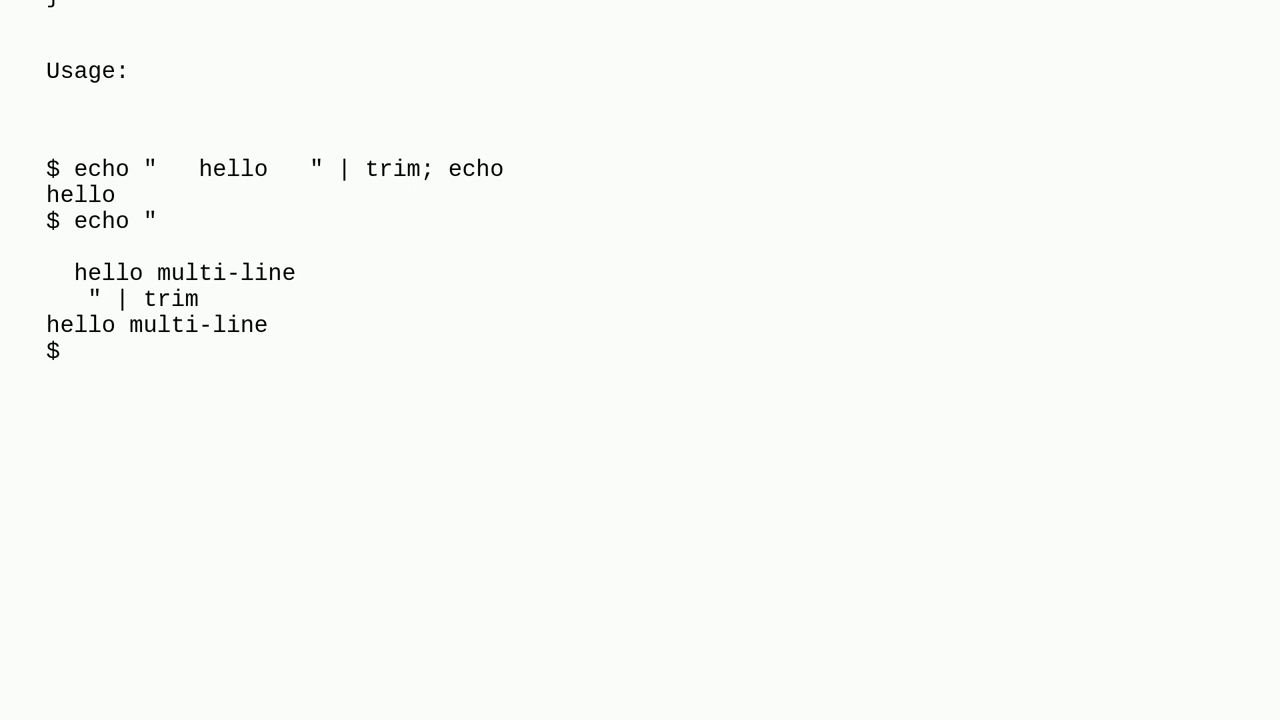 }
Usage:
$ echo "   hello   " | trim; echo
hello
$ echo "
  hello multi-line
   " | trim
hello multi-line
$